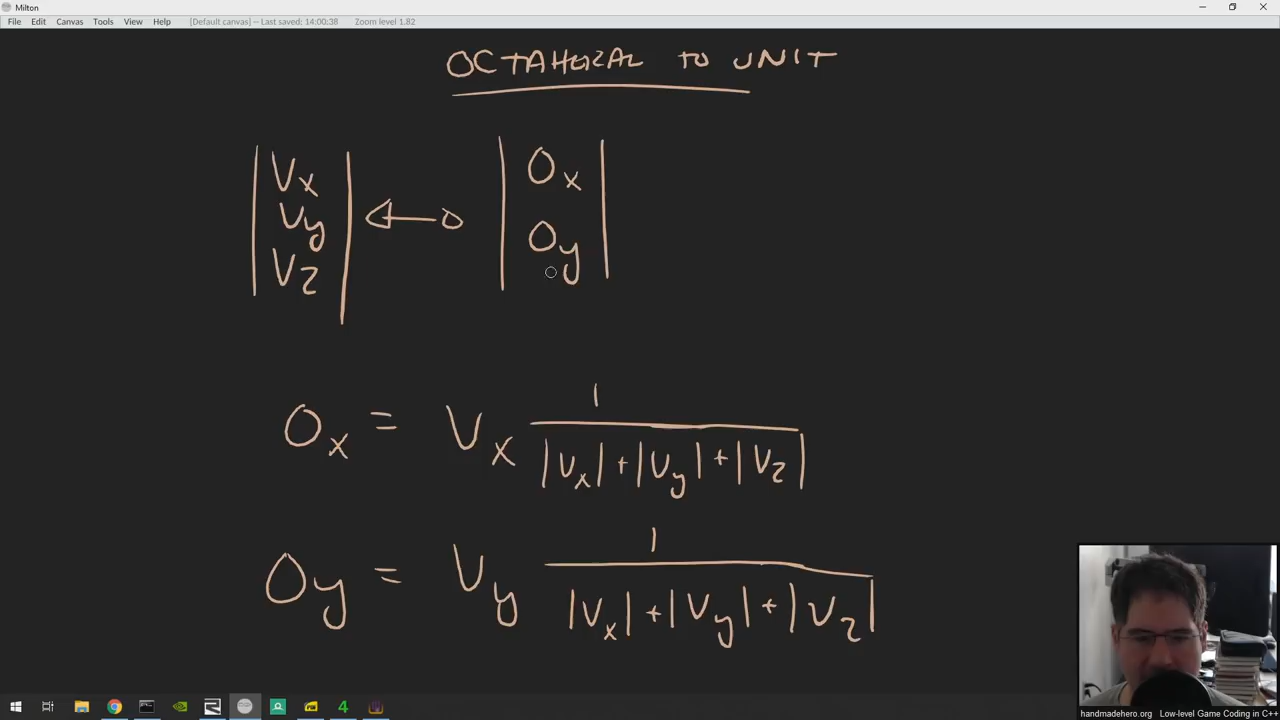 Milton
File Edit Canvas Tools View Help [Default canvas] -- Last saved: 14:00:38 Zoom level 1.82
OCTAHERAL TO UNIT
Vx
Vy
Vz
Ox
Oy
Ox = Vx 1 / |Vx| + |Vy| + |Vz|
Oy = Vy 1 / |Vx| + |Vy| + |Vz|
handmadehero.org Low-level Game Coding in C++